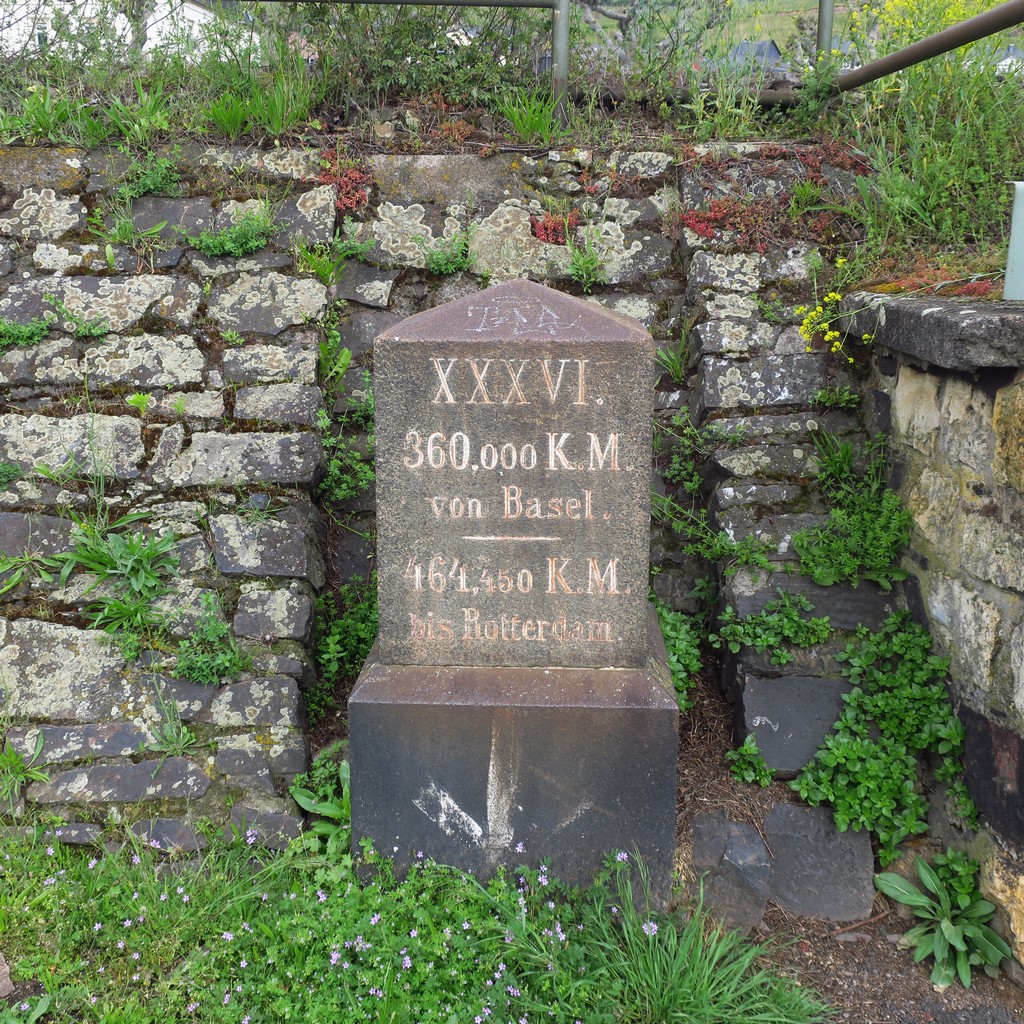 XXXVI.
360,000 K.M.
von Basel.
464,450 K.M.
bis Rotterdam.